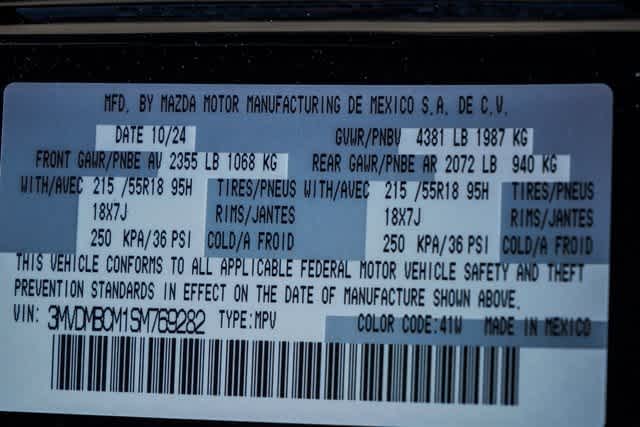 MFD. BY MAZDA MOTOR MANUFACTURING DE MEXICO S.A. DE C.V.
DATE 10/24 GVWR/PNBV 4381 LB 1987 KG
FRONT GAWR/PNBE AV 2355 LB 1068 KG REAR GAWR/PNBE AR 2072 LB 940 KG
WITH/AVEC 215 /55R18 95H TIRES/PNEUS WITH/AVEC 215 /55R18 95H TIRES/PNEUS
18X7J RIMS/JANTES 18X7J RIMS/JANTES
250 KPA/36 PSI COLD/A FROID 250 KPA/36 PSI COLD/A FROID
THIS VEHICLE CONFORMS TO ALL APPLICABLE FEDERAL MOTOR VEHICLE SAFETY AND THEFT
PREVENTION STANDARDS IN EFFECT ON THE DATE OF MANUFACTURE SHOWN ABOVE.
VIN: 3MVDMBCM1SM769282 TYPE:MPV COLOR CODE:41W MADE IN MEXICO